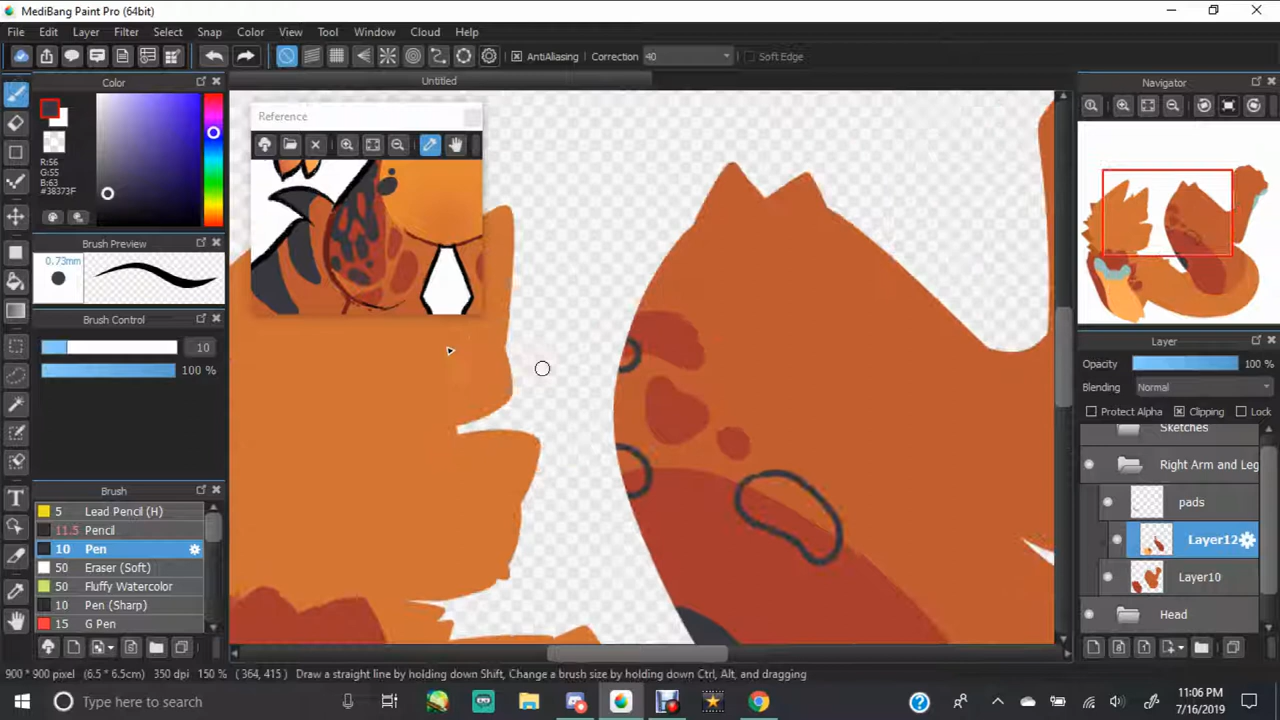 MediBang Paint Pro (64bit)
File Edit Layer Filter Select Snap Color View Tool Window Cloud Help
AntiAliasing Correction 40 Soft Edge
Color
Untitled
Navigator
Reference
R:56
G:55
B:63
#38373F
Brush Preview
0.73mm
Brush Control
10
100 %
Layer
Opacity 100 %
Blending Normal
Protect Alpha Clipping Lock
Sketches
Right Arm and Leg
pads
Layer12
Layer10
Head
Brush
5 Lead Pencil (H)
11.5 Pencil
10 Pen
50 Eraser (Soft)
50 Fluffy Watercolor
10 Pen (Sharp)
15 G Pen
900 * 900 pixel (6.5 * 6.5cm) 350 dpi 150 % (364, 415) Draw a straight line by holding down Shift, Change a brush size by holding down Ctrl, Alt, and dragging
Type here to search
11:06 PM
7/16/2019